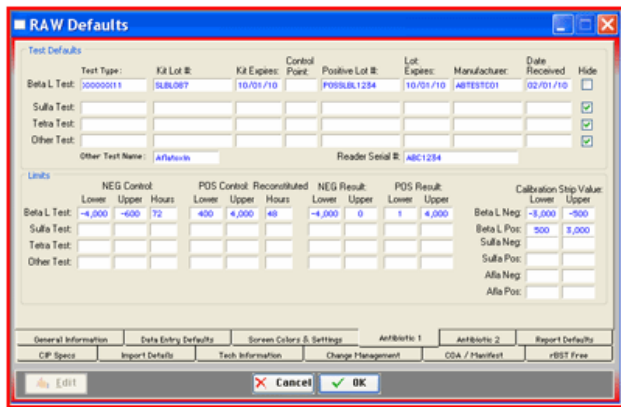 RAW Defaults
Test Defaults
Test Type: Kit Lot #: Kit Expires: Control Point: Positive Lot #: Lot Expires: Manufacturer: Date Received Hide
Beta L Test: SLBL087 10/01/10 POSSLBL1234 10/01/10 ABTESTCO1 02/01/10
Sulfa Test:
Tetra Test:
Other Test:
Other Test Name: Aflatoxin Reader Serial #: ABC1234
Limits
NEG Control: POS Control: Reconstituted NEG Result: POS Result: Calibration Strip Value:
Lower Upper Hours Lower Upper Hours Lower Upper Lower Upper Lower Upper
Beta L Test: -4,000 -600 72 400 4,000 48 -4,000 0 1 4,000 Beta L Neg: -3,000 -500
Sulfa Test: Beta L Pos: 500 3,000
Tetra Test: Sulfa Neg:
Other Test: Sulfa Pos:
Afla Neg:
Afla Pos:
General Information Data Entry Defaults Screen Colors & Settings Antibiotic 1 Antibiotic 2 Report Defaults
CIP Specs Import Details Tech Information Change Management COA / Manifest rBST Free
Edit Cancel OK